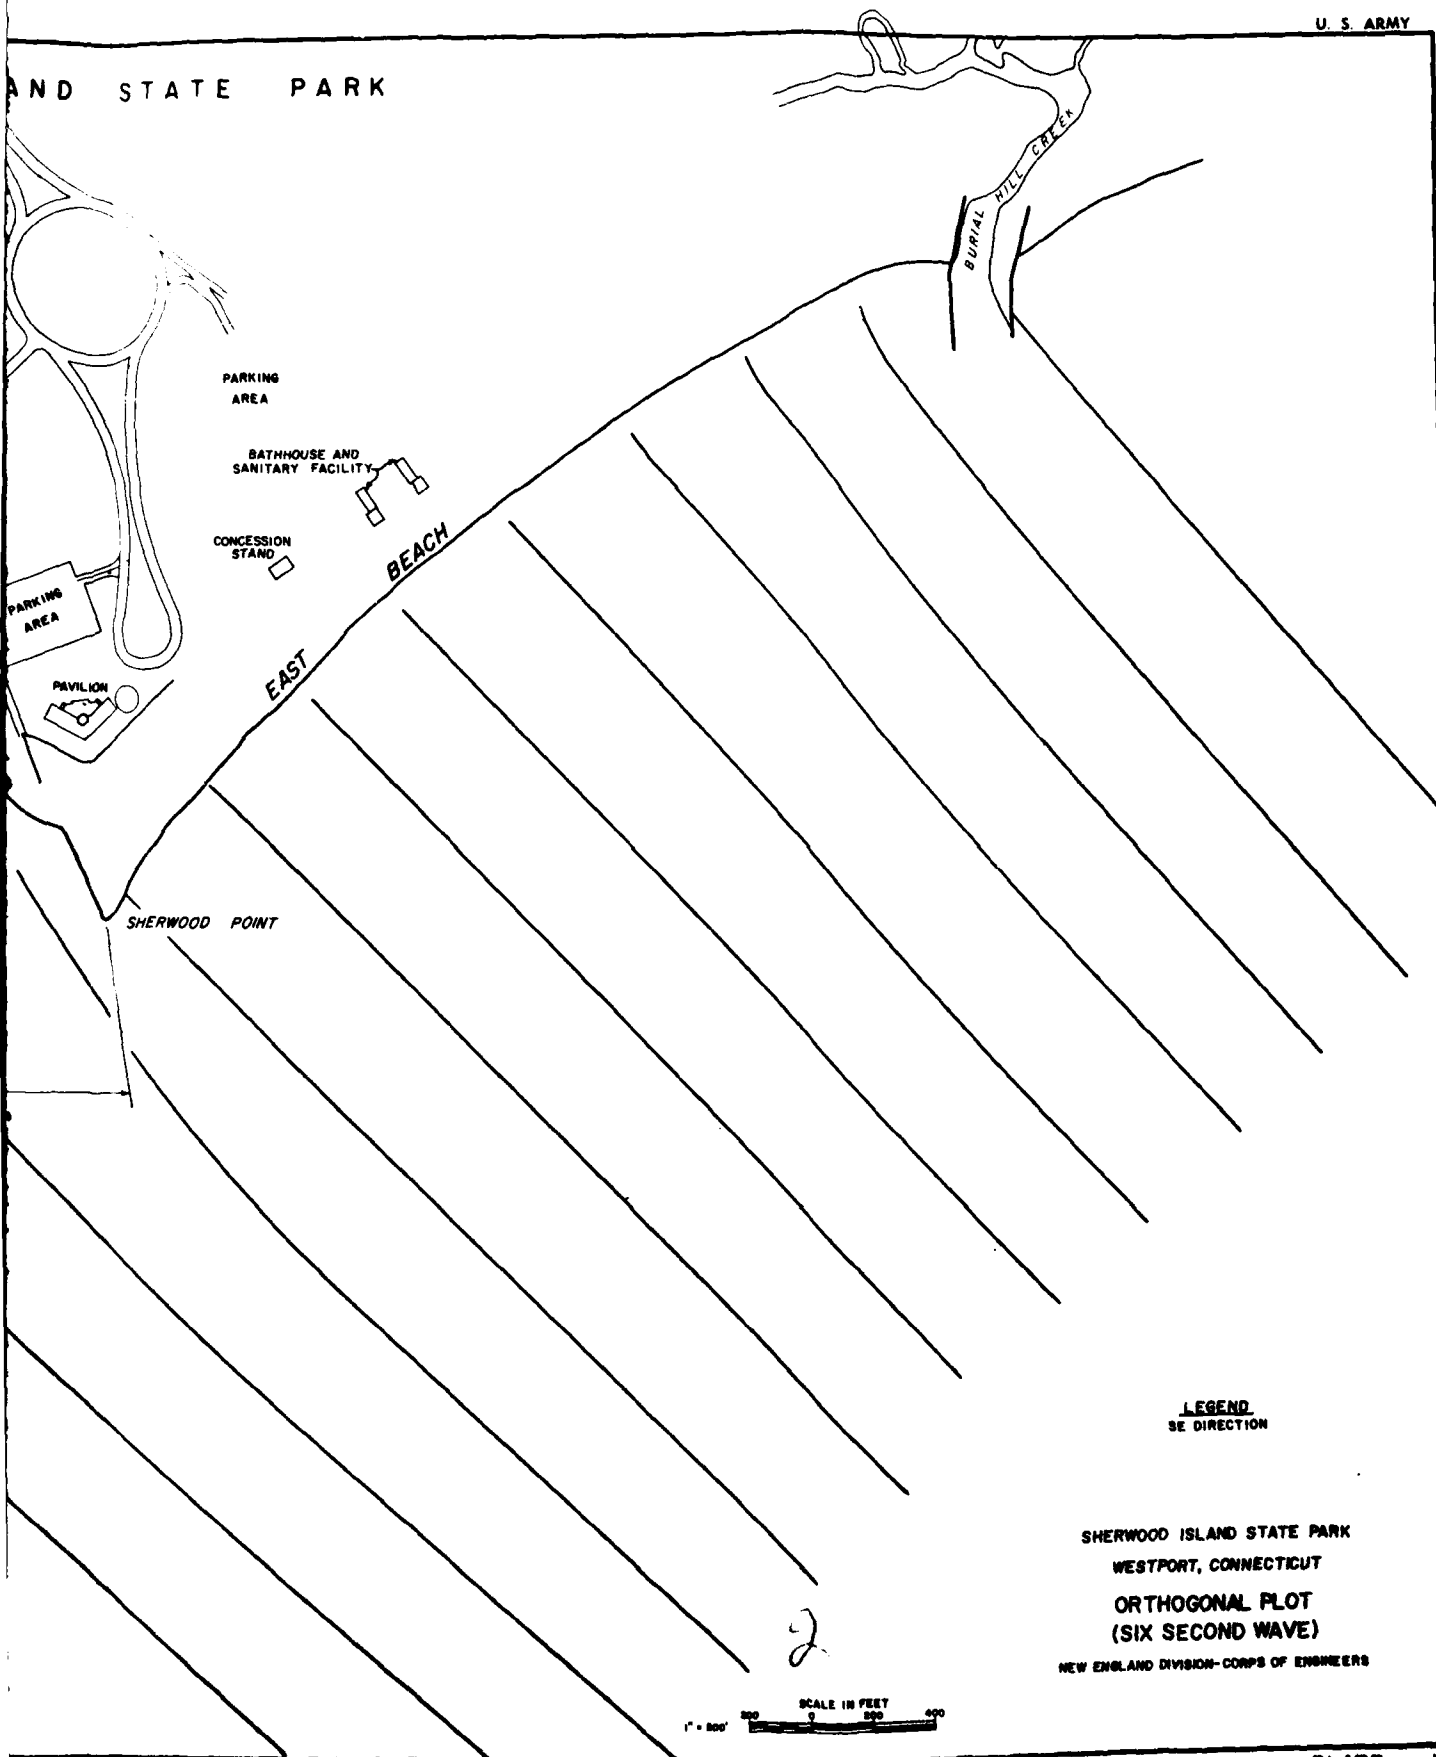 U. S. ARMY
AND STATE PARK
BURIAL HILL CREEK
PARKING
AREA
BATHHOUSE AND
SANITARY FACILITY
CONCESSION
STAND
EAST BEACH
PARKING
AREA
PAVILION
SHERWOOD POINT
LEGEND
SE DIRECTION
SHERWOOD ISLAND STATE PARK
WESTPORT, CONNECTICUT
ORTHOGONAL PLOT
(SIX SECOND WAVE)
NEW ENGLAND DIVISION-CORPS OF ENGINEERS
2
SCALE IN FEET
200 0 200 400
1" = 200'